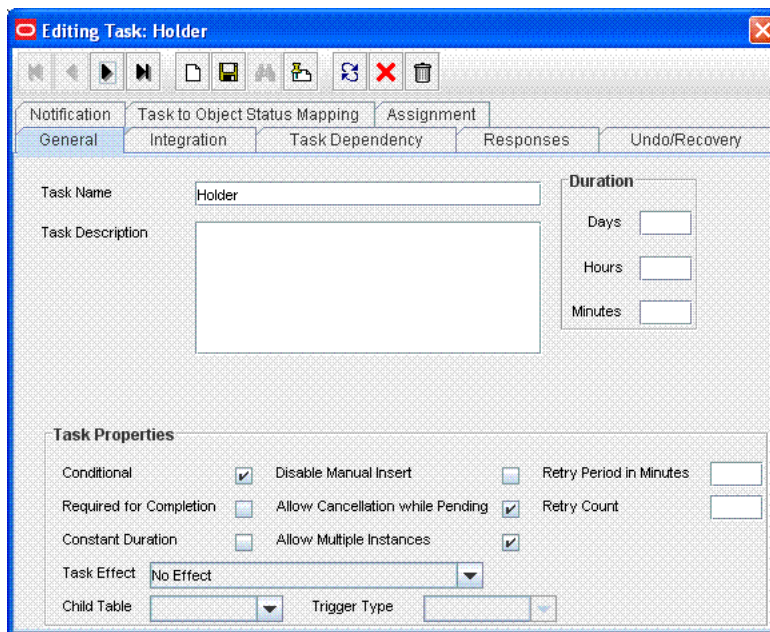 Editing Task: Holder
Notification Task to Object Status Mapping Assignment
General Integration Task Dependency Responses Undo/Recovery
Task Name Holder
Task Description
Duration
Days
Hours
Minutes
Task Properties
Conditional Disable Manual Insert Retry Period in Minutes
Required for Completion Allow Cancellation while Pending Retry Count
Constant Duration Allow Multiple Instances
Task Effect No Effect
Child Table Trigger Type